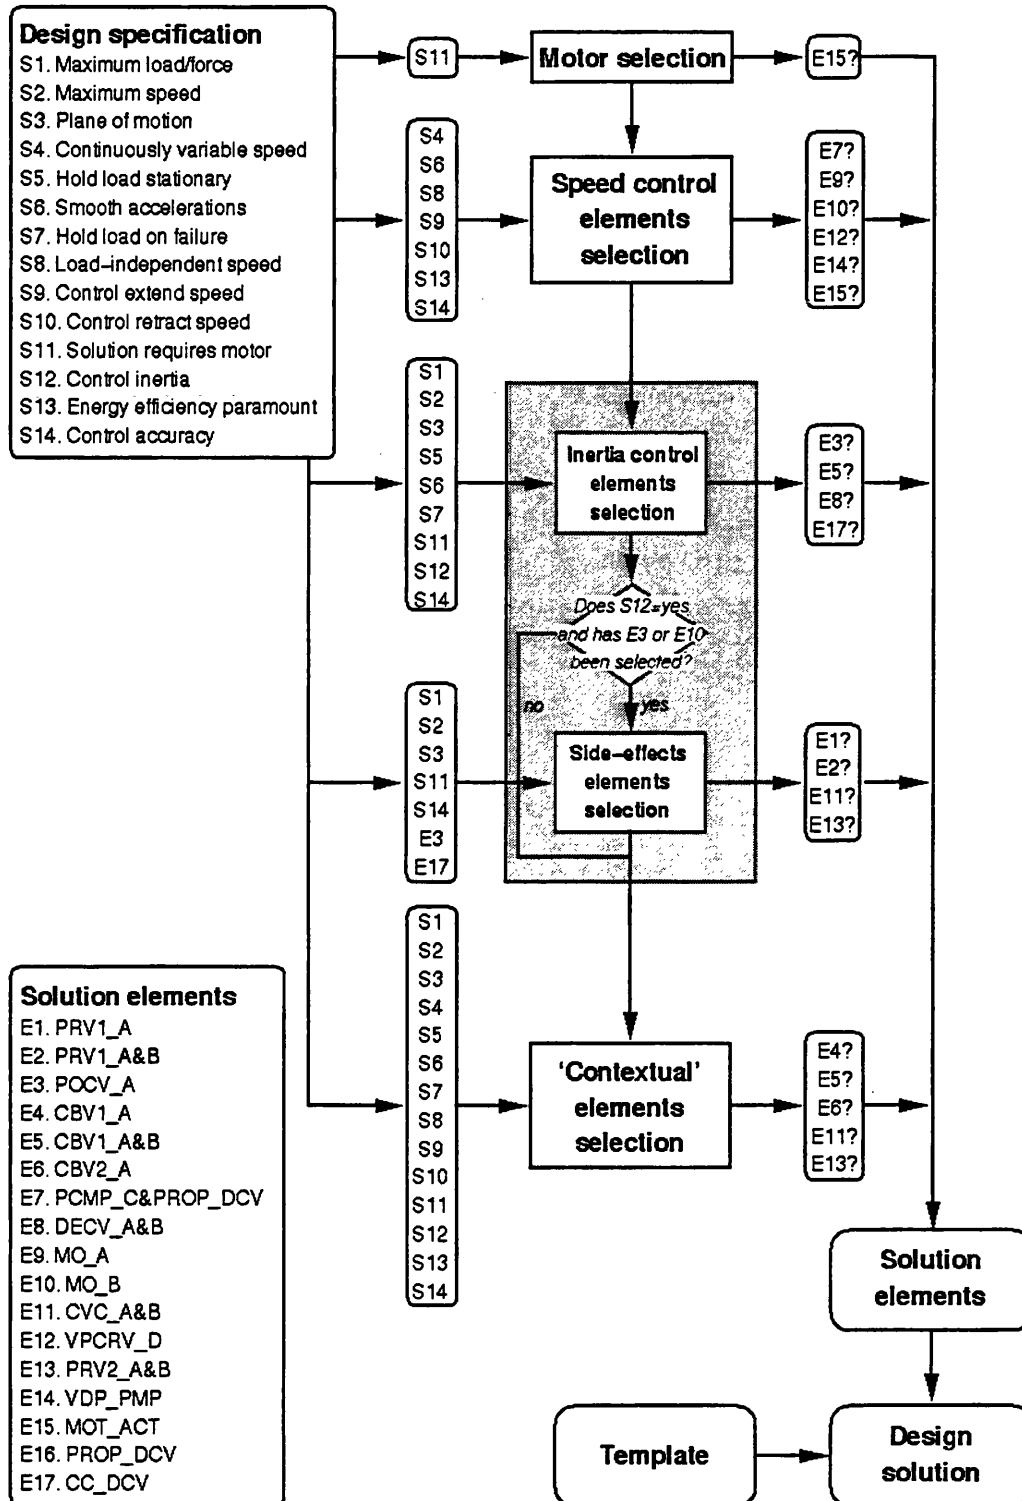 Design specification
S1. Maximum load/force
S2. Maximum speed
S3. Plane of motion
S4. Continuously variable speed
S5. Hold load stationary
S6. Smooth accelerations
S7. Hold load on failure
S8. Load-independent speed
S9. Control extend speed
S10. Control retract speed
S11. Solution requires motor
S12. Control inertia
S13. Energy efficiency paramount
S14. Control accuracy
S11
Motor selection
E15?
S4
S6
S8
S9
S10
S13
S14
Speed control
elements
selection
E7?
E9?
E10?
E12?
E14?
E15?
S1
S2
S3
S5
S6
S7
S11
S12
S14
Inertia control
elements
selection
E3?
E5?
E8?
E17?
Does S12=yes
and has E3 or E10
been selected?
no
yes
S1
S2
S3
S11
S14
E3
E17
Side-effects
elements
selection
E1?
E2?
E11?
E13?
S1
S2
S3
S4
S5
S6
S7
S8
S9
S10
S11
S12
S13
S14
'Contextual'
elements
selection
E4?
E5?
E6?
E11?
E13?
Solution elements
E1. PRV1_A
E2. PRV1_A&B
E3. POCV_A
E4. CBV1_A
E5. CBV1_A&B
E6. CBV2_A
E7. PCMP_C&PROP_DCV
E8. DECV_A&B
E9. MO_A
E10. MO_B
E11. CVC_A&B
E12. VPCRV_D
E13. PRV2_A&B
E14. VDP_PMP
E15. MOT_ACT
E16. PROP_DCV
E17. CC_DCV
Solution
elements
Template
Design
solution